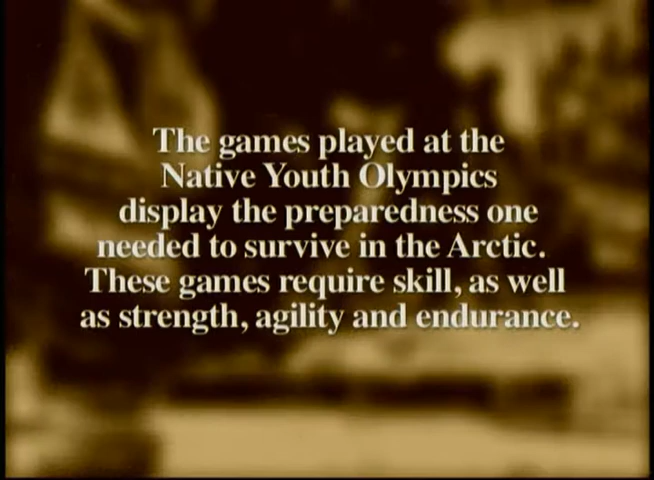 The games played at the
Native Youth Olympics
display the preparedness one
needed to survive in the Arctic.
These games require skill, as well
as strength, agility and endurance.